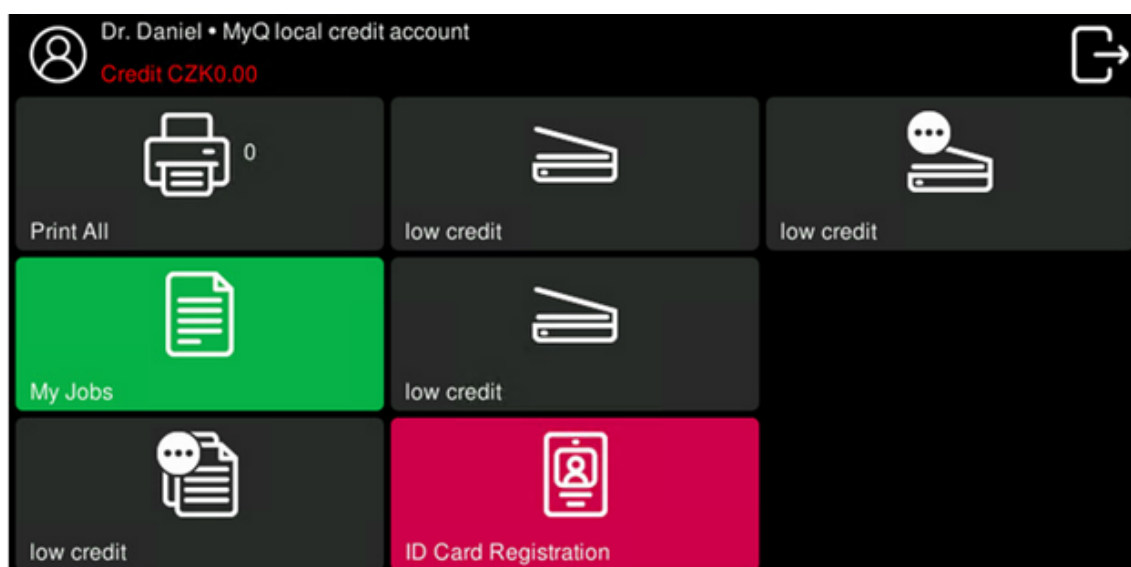 Dr. Daniel • MyQ local credit account
Credit CZK0.00
0
Print All
low credit
low credit
My Jobs
low credit
low credit
ID Card Registration